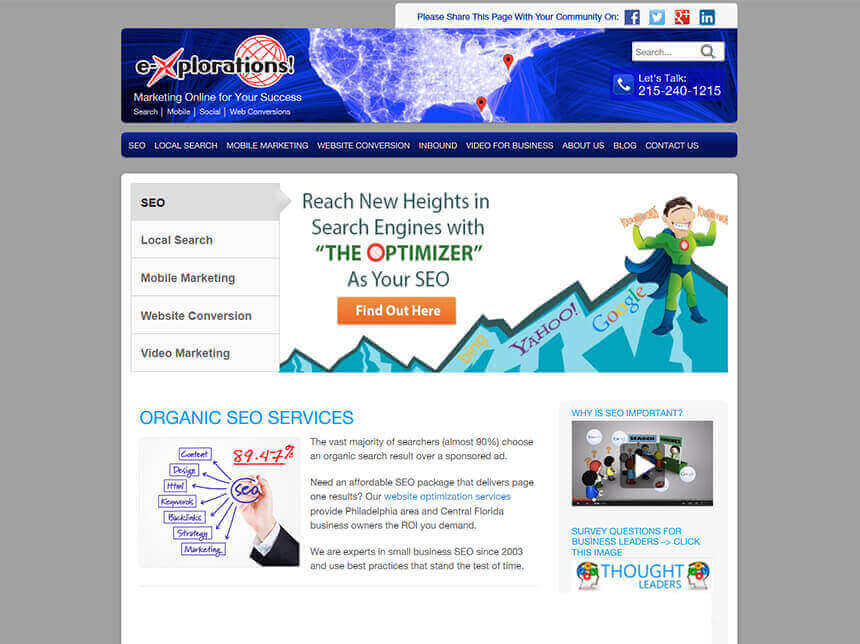 Please Share This Page With Your Community On:
e-Xplorations!
Marketing Online for Your Success
Search | Mobile | Social | Web Conversions
Search...
Let's Talk:
215-240-1215
SEO LOCAL SEARCH MOBILE MARKETING WEBSITE CONVERSION INBOUND VIDEO FOR BUSINESS ABOUT US BLOG CONTACT US
SEO
Local Search
Mobile Marketing
Website Conversion
Video Marketing
Reach New Heights in
Search Engines with
"THE OPTIMIZER"
As Your SEO
Find Out Here
bing
YAHOO!
Google
ORGANIC SEO SERVICES
89.47%
Content
Design
Html
Keywords
Backlinks
Strategy
Marketing
seo
The vast majority of searchers (almost 90%) choose
an organic search result over a sponsored ad.
Need an affordable SEO package that delivers page
one results? Our website optimization services
provide Philadelphia area and Central Florida
business owners the ROI you demand.
We are experts in small business SEO since 2003
and use best practices that stand the test of time.
WHY IS SEO IMPORTANT?
SEARCH
SURVEY QUESTIONS FOR
BUSINESS LEADERS --> CLICK
THIS IMAGE
THOUGHT
LEADERS